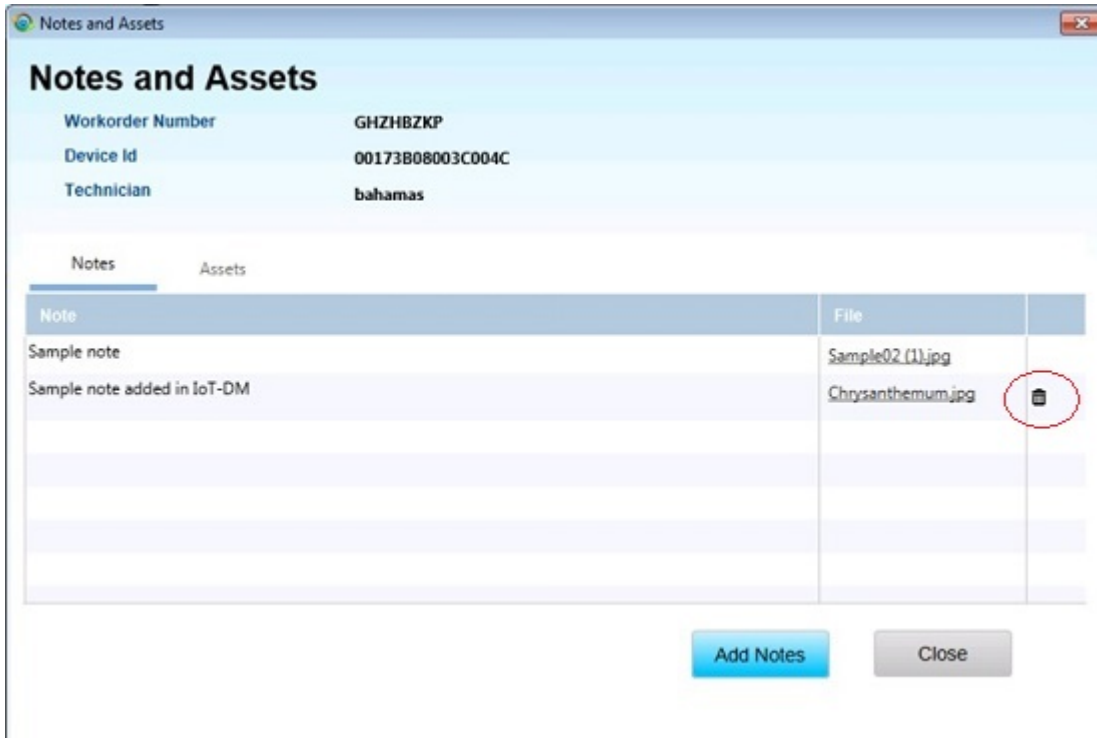 Notes and Assets
Notes and Assets
Workorder Number GHZHBZKP
Device Id 00173B08003C004C
Technician bahamas
Notes Assets
Note File
Sample note Sample02 (1).jpg
Sample note added in IoT-DM Chrysanthemum.jpg
Add Notes Close